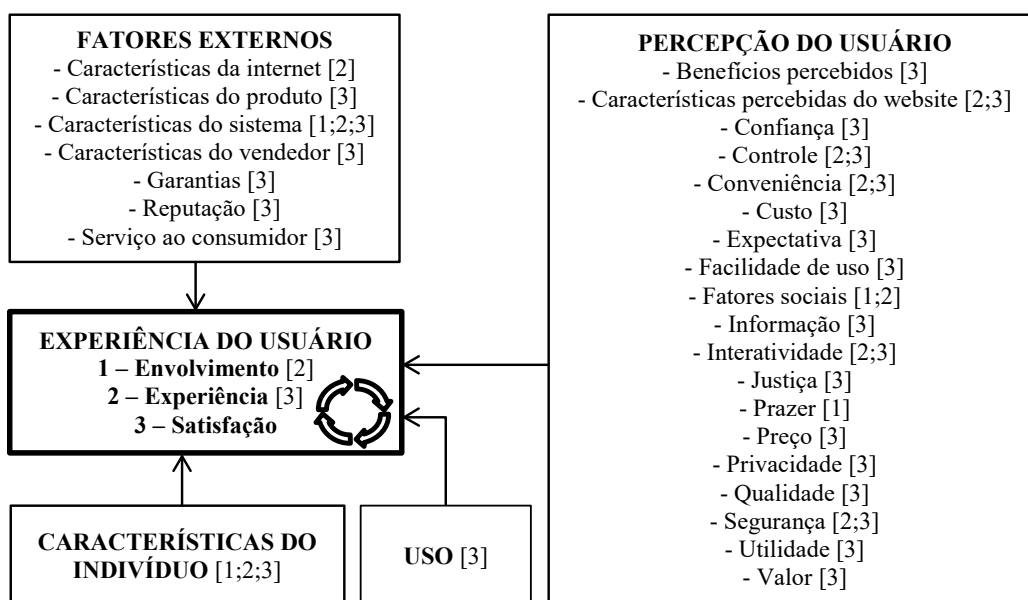 FATORES EXTERNOS
- Características da internet [2]
- Características do produto [3]
- Características do sistema [1;2;3]
- Características do vendedor [3]
- Garantias [3]
- Reputação [3]
- Serviço ao consumidor [3]
EXPERIÊNCIA DO USUÁRIO
1 – Envolvimento [2]
2 – Experiência [3]
3 – Satisfação
CARACTERÍSTICAS DO
INDIVÍDUO [1;2;3]
USO [3]
PERCEPÇÃO DO USUÁRIO
- Benefícios percebidos [3]
- Características percebidas do website [2;3]
- Confiança [3]
- Controle [2;3]
- Conveniência [2;3]
- Custo [3]
- Expectativa [3]
- Facilidade de uso [3]
- Fatores sociais [1;2]
- Informação [3]
- Interatividade [2;3]
- Justiça [3]
- Prazer [1]
- Preço [3]
- Privacidade [3]
- Qualidade [3]
- Segurança [2;3]
- Utilidade [3]
- Valor [3]